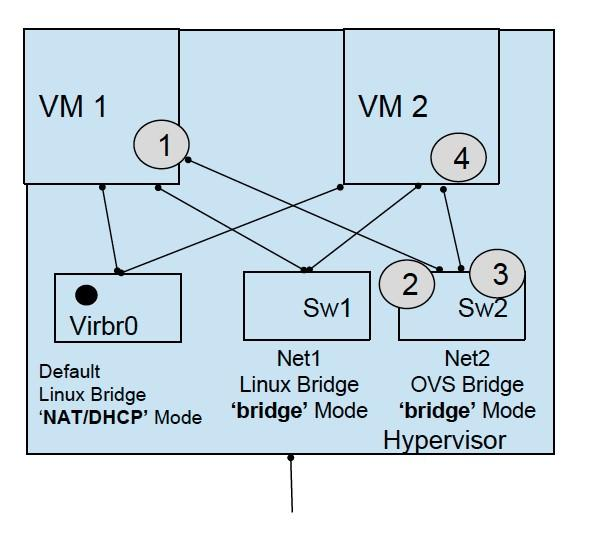 VM 1
VM 2
1
4
2
3
Virbr0
Sw1
Sw2
Default
Linux Bridge
‘NAT/DHCP’ Mode
Net1
Linux Bridge
‘bridge’ Mode
Net2
OVS Bridge
‘bridge’ Mode
Hypervisor